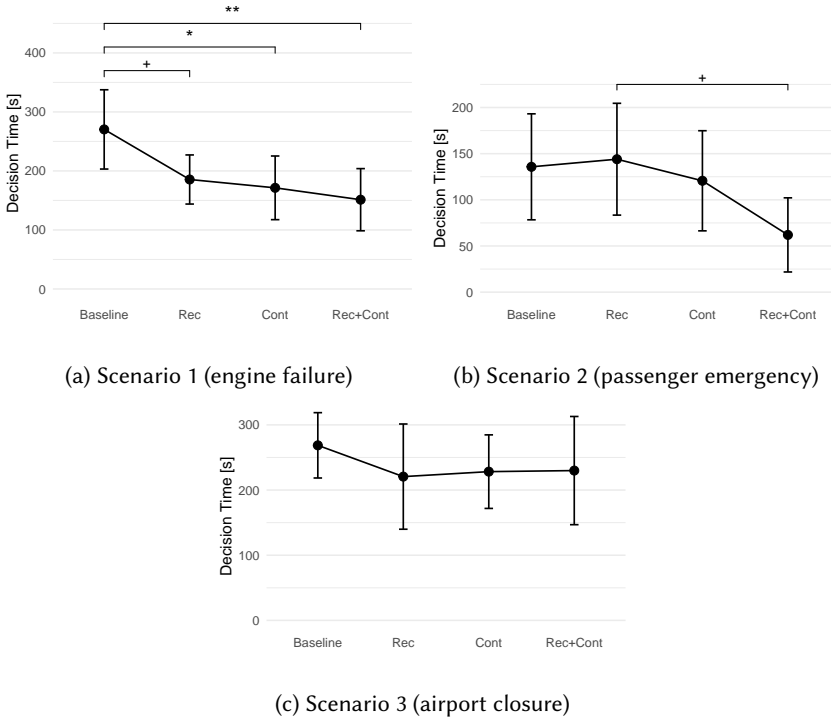 **
*
+
400
300
200
100
0
Decision Time [s]
Baseline Rec Cont Rec+Cont
(a) Scenario 1 (engine failure)
+
200
150
100
50
0
Decision Time [s]
Baseline Rec Cont Rec+Cont
(b) Scenario 2 (passenger emergency)
300
200
100
0
Decision Time [s]
Baseline Rec Cont Rec+Cont
(c) Scenario 3 (airport closure)